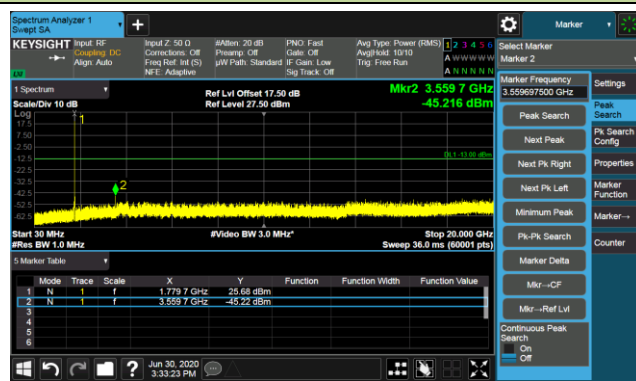 Spectrum Analyzer 1
Swept SA
Marker
KEYSIGHT
Input: RF
Coupling: DC
Align: Auto
Input Z: 50 Ω
Corrections: Off
Freq Ref: Int (S)
NFE: Adaptive
#Atten: 20 dB
Preamp: Off
µW Path: Standard
PNO: Fast
Gate: Off
IF Gain: Low
Sig Track: Off
Avg Type: Power (RMS)
Avg|Hold: 10/10
Trig: Free Run
1 2 3 4 5 6
A W W W W W
A N N N N N
LM
Select Marker
Marker 2
1 Spectrum
Scale/Div 10 dB
Ref Lvl Offset 17.50 dB
Ref Level 27.50 dBm
Mkr2 3.559 7 GHz
-45.216 dBm
Log
17.5
7.50
-2.50
-12.5
-22.5
-32.5
-42.5
-52.5
-62.5
1
2
DL1 -13.00 dBm
Start 30 MHz
#Res BW 1.0 MHz
#Video BW 3.0 MHz*
Stop 20.000 GHz
Sweep 36.0 ms (60001 pts)
5 Marker Table
Mode Trace Scale X Y Function Function Width Function Value
1 N 1 f 1.779 7 GHz 25.68 dBm
2 N 1 f 3.559 7 GHz -45.22 dBm
3
4
5
6
Marker Frequency
3.559697500 GHz
Peak Search
Next Peak
Next Pk Right
Next Pk Left
Minimum Peak
Pk-Pk Search
Marker Delta
Mkr→CF
Mkr→Ref Lvl
Continuous Peak
Search
On
Off
Settings
Peak
Search
Pk Search
Config
Properties
Marker
Function
Marker→
Counter
Jun 30, 2020
3:33:23 PM